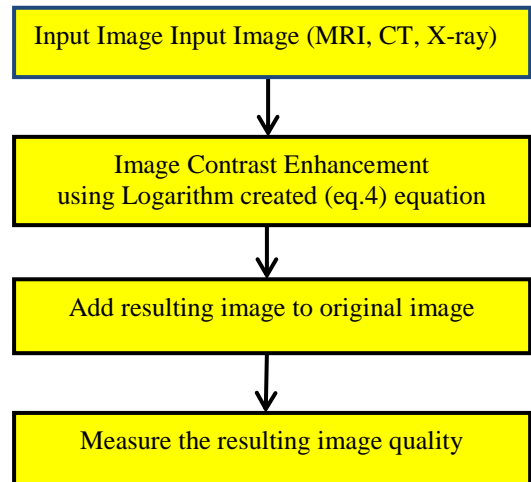 Input Image Input Image (MRI, CT, X-ray)
Image Contrast Enhancement
using Logarithm created (eq.4) equation
Add resulting image to original image
Measure the resulting image quality